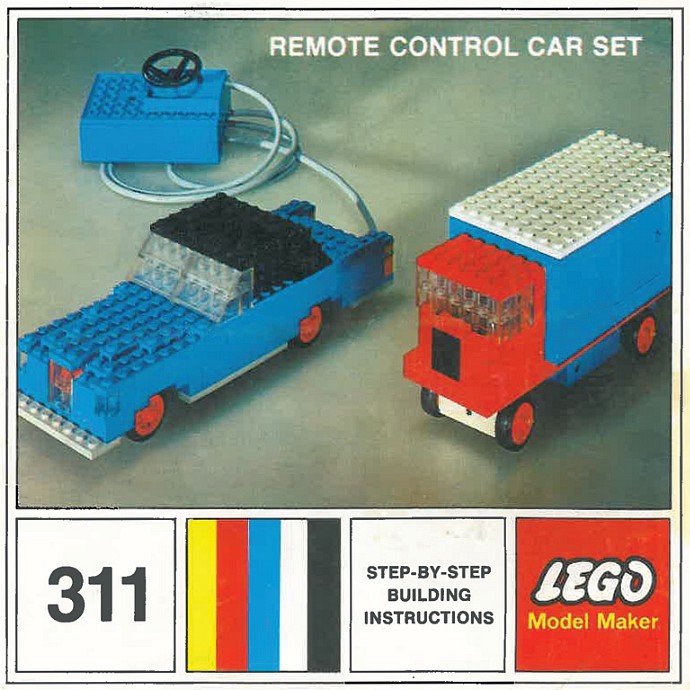 REMOTE CONTROL CAR SET
311
STEP-BY-STEP
BUILDING
INSTRUCTIONS
LEGO
Model Maker